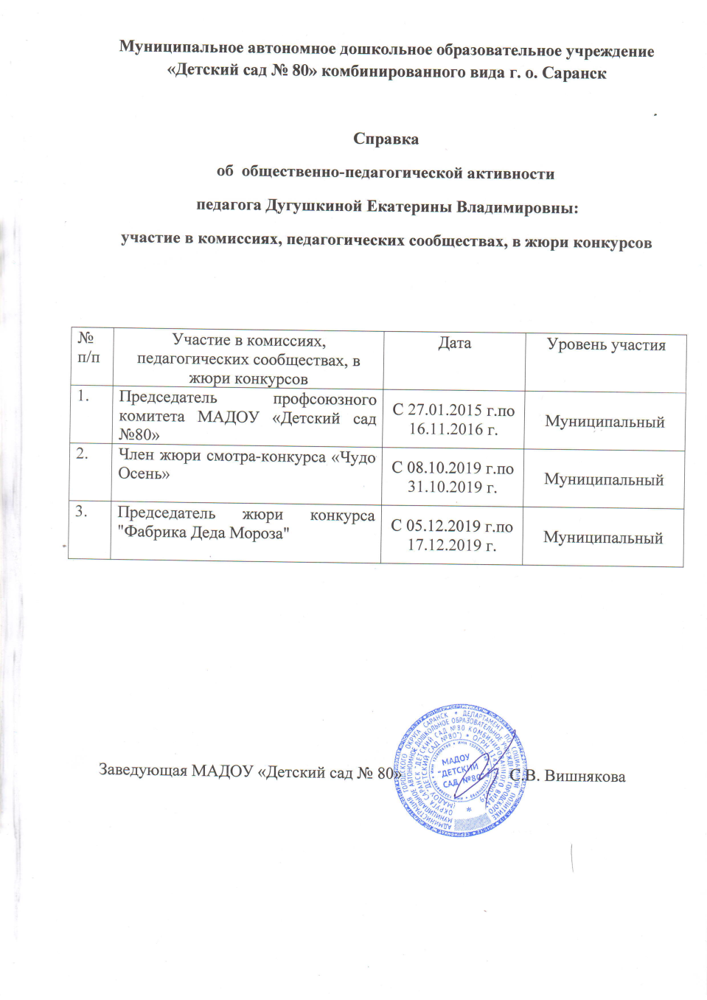 Муниципальное автономное дошкольное образовательное учреждение
«Детский сад № 80» комбинированного вида г. о. Саранск
Справка
об общественно-педагогической активности
педагога Дугушкиной Екатерины Владимировны:
участие в комиссиях, педагогических сообществах, в жюри конкурсов
№
п/п
Участие в комиссиях,
педагогических сообществах, в
жюри конкурсов
Дата
Уровень участия
1.
Председатель профсоюзного
комитета МАДОУ «Детский сад
№80»
С 27.01.2015 г.по
16.11.2016 г.
Муниципальный
2.
Член жюри смотра-конкурса «Чудо
Осень»
С 08.10.2019 г.по
31.10.2019 г.
Муниципальный
3.
Председатель жюри конкурса
"Фабрика Деда Мороза"
С 05.12.2019 г.по
17.12.2019 г.
Муниципальный
Заведующая МАДОУ «Детский сад № 80»
С.В. Вишнякова
МАДОУ
"ДЕТСКИЙ
САД №80"